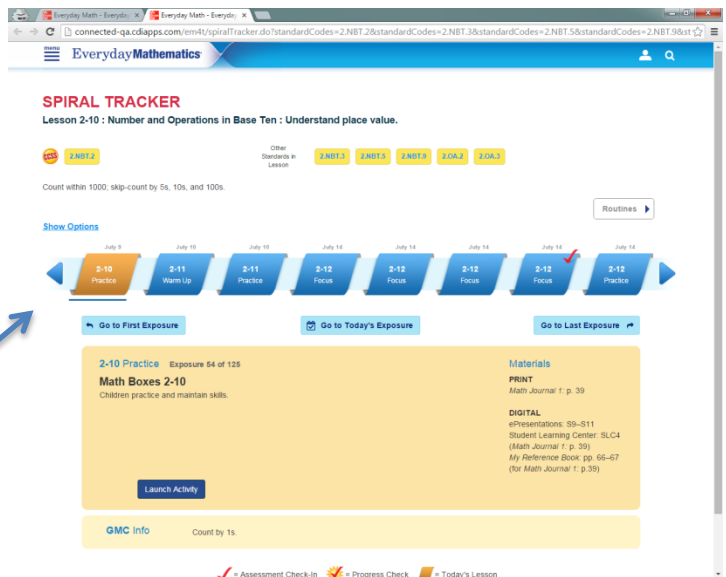 Everyday Math - Everyday
Everyday Math - Everyday
connected-qa.cdiapps.com/em4t/spiralTracker.do?standardCodes=2.NBT.2&standardCodes=2.NBT.3&standardCodes=2.NBT.5&standardCodes=2.NBT.9&st
menu
EverydayMathematics
SPIRAL TRACKER
Lesson 2-10 : Number and Operations in Base Ten : Understand place value.
2.NBT.2
Other Standards in Lesson
2.NBT.3 2.NBT.5 2.NBT.9 2.OA.2 2.OA.3
Count within 1000; skip-count by 5s, 10s, and 100s.
Routines
Show Options
July 9 July 10 July 10 July 14 July 14 July 14 July 14 July 14
2-10 2-11 2-11 2-12 2-12 2-12 2-12 2-12
Practice Warm Up Practice Focus Focus Focus Focus Practice
Go to First Exposure
Go to Today's Exposure
Go to Last Exposure
2-10 Practice Exposure 54 of 125
Math Boxes 2-10
Children practice and maintain skills.
Launch Activity
Materials
PRINT
Math Journal 1: p. 39
DIGITAL
ePresentations: S9–S11
Student Learning Center: SLC4
(Math Journal 1: p. 39)
My Reference Book: pp. 66–67
(for Math Journal 1: p.39)
GMC Info Count by 1s.
= Assessment Check-In = Progress Check = Today's Lesson